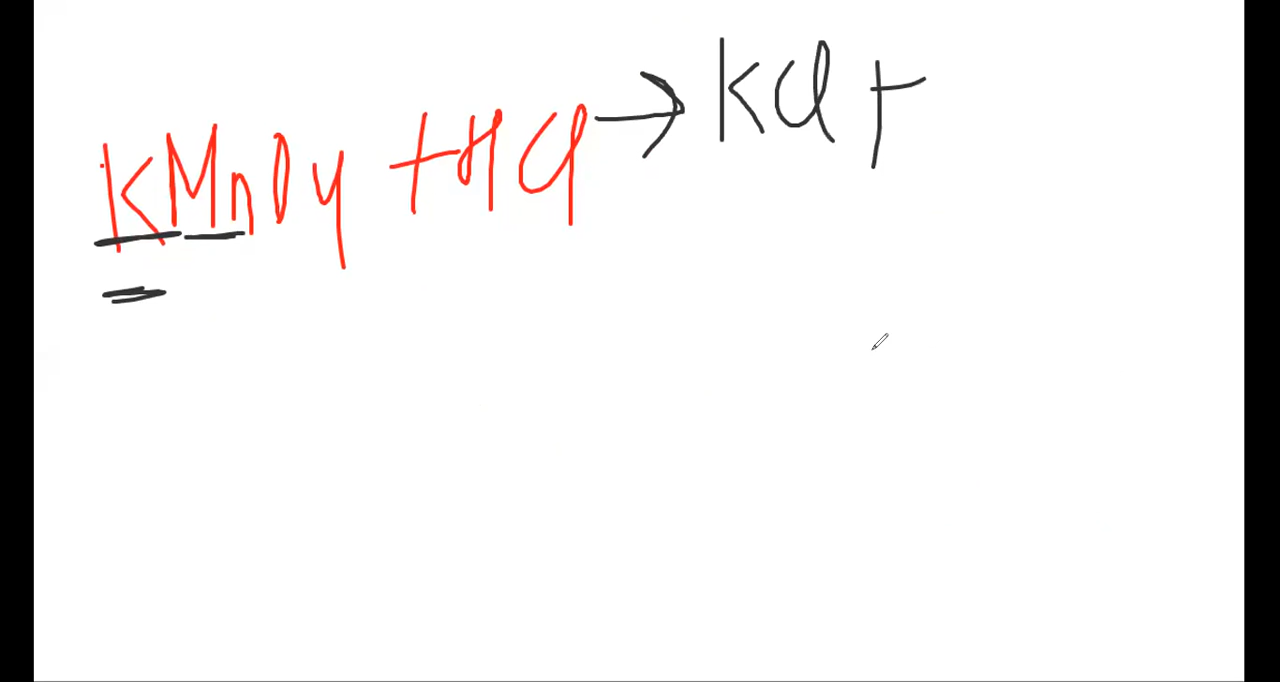 KMnO4 + HCl → KCl +